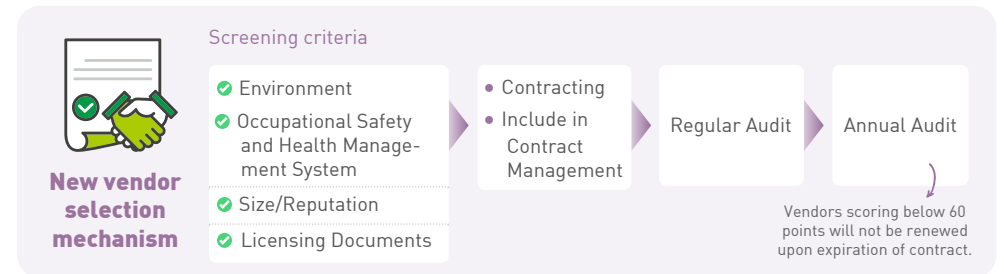 New vendor
selection
mechanism
Screening criteria
Environment
Occupational Safety
and Health Manage-
ment System
Size/Reputation
Licensing Documents
• Contracting
• Include in
Contract
Management
Regular Audit
Annual Audit
Vendors scoring below 60
points will not be renewed
upon expiration of contract.